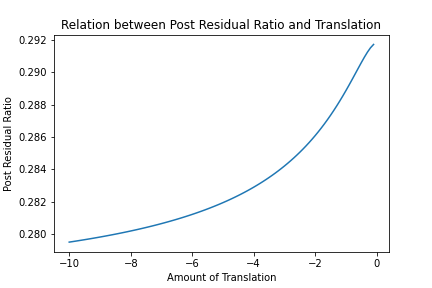 Relation between Post Residual Ratio and Translation
0.292
0.290
0.288
0.286
0.284
0.282
0.280
Post Residual Ratio
−10 −8 −6 −4 −2 0
Amount of Translation